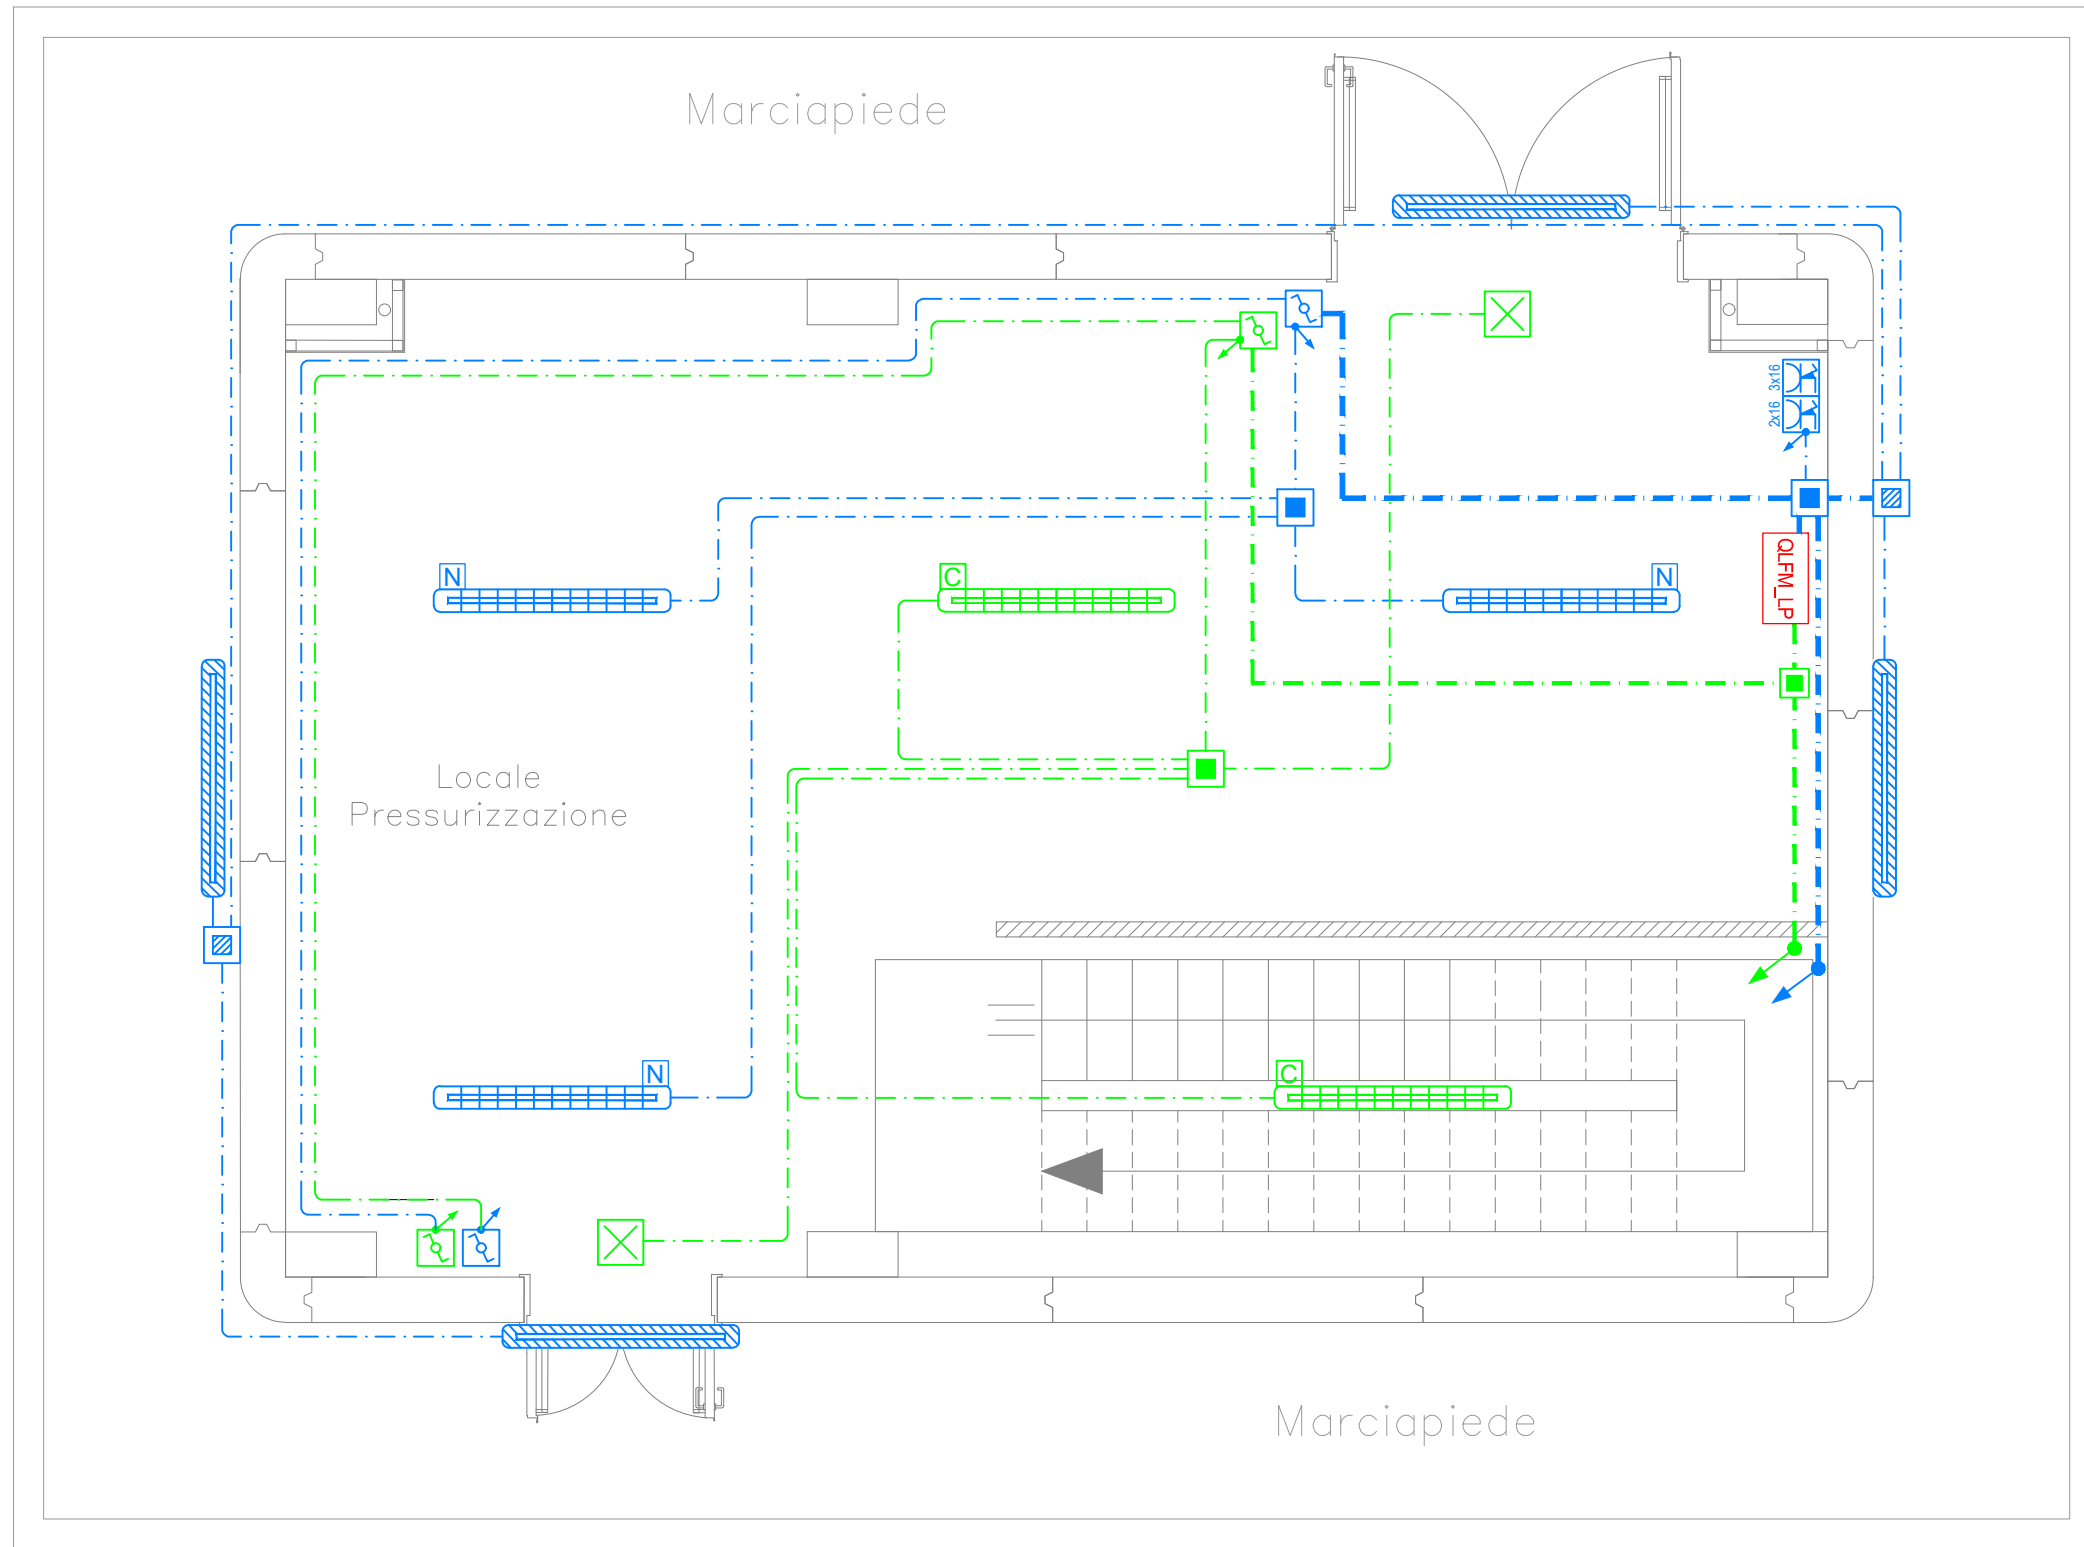 Marciapiede
2x16 3x16
N
C
N
QLFM_LP
Locale
Pressurizzazione
N
C
Marciapiede